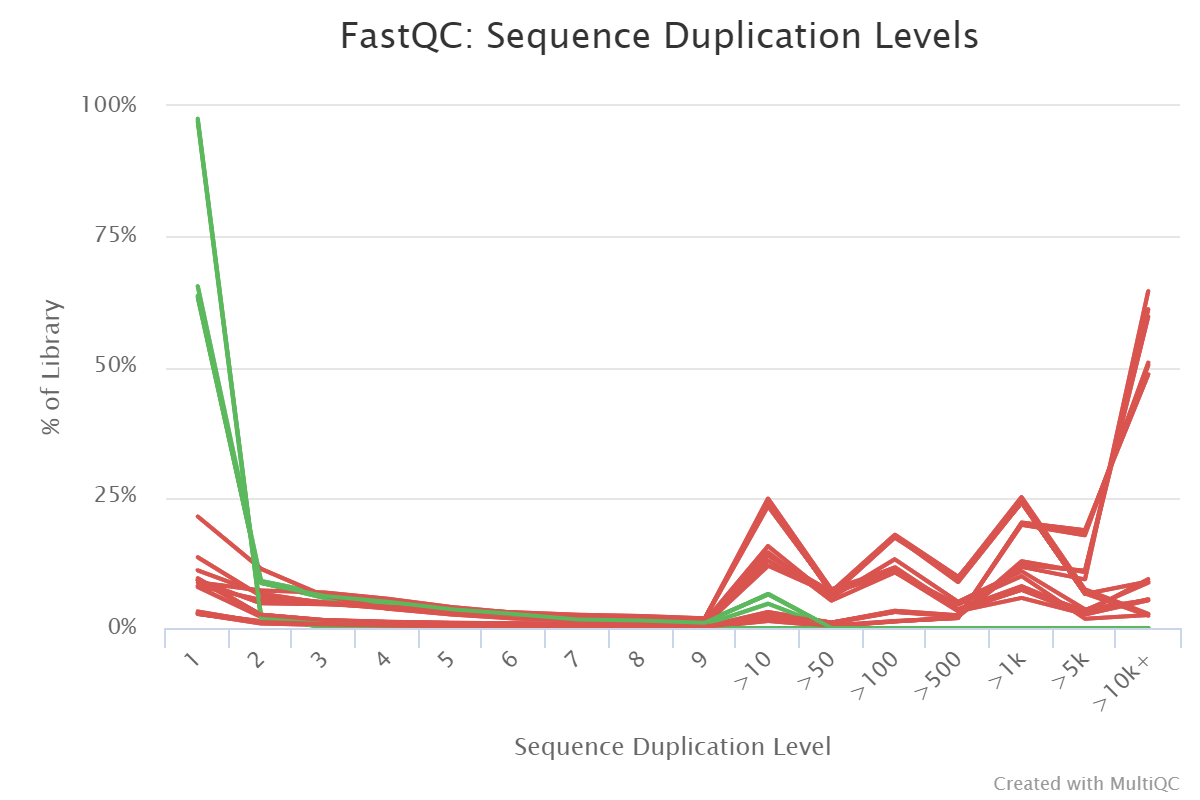 FastQC: Sequence Duplication Levels
100%
75%
50%
25%
0%
% of Library
1
2
3
4
5
6
7
8
9
>10
>50
>100
>500
>1k
>5k
>10k+
Sequence Duplication Level
Created with MultiQC